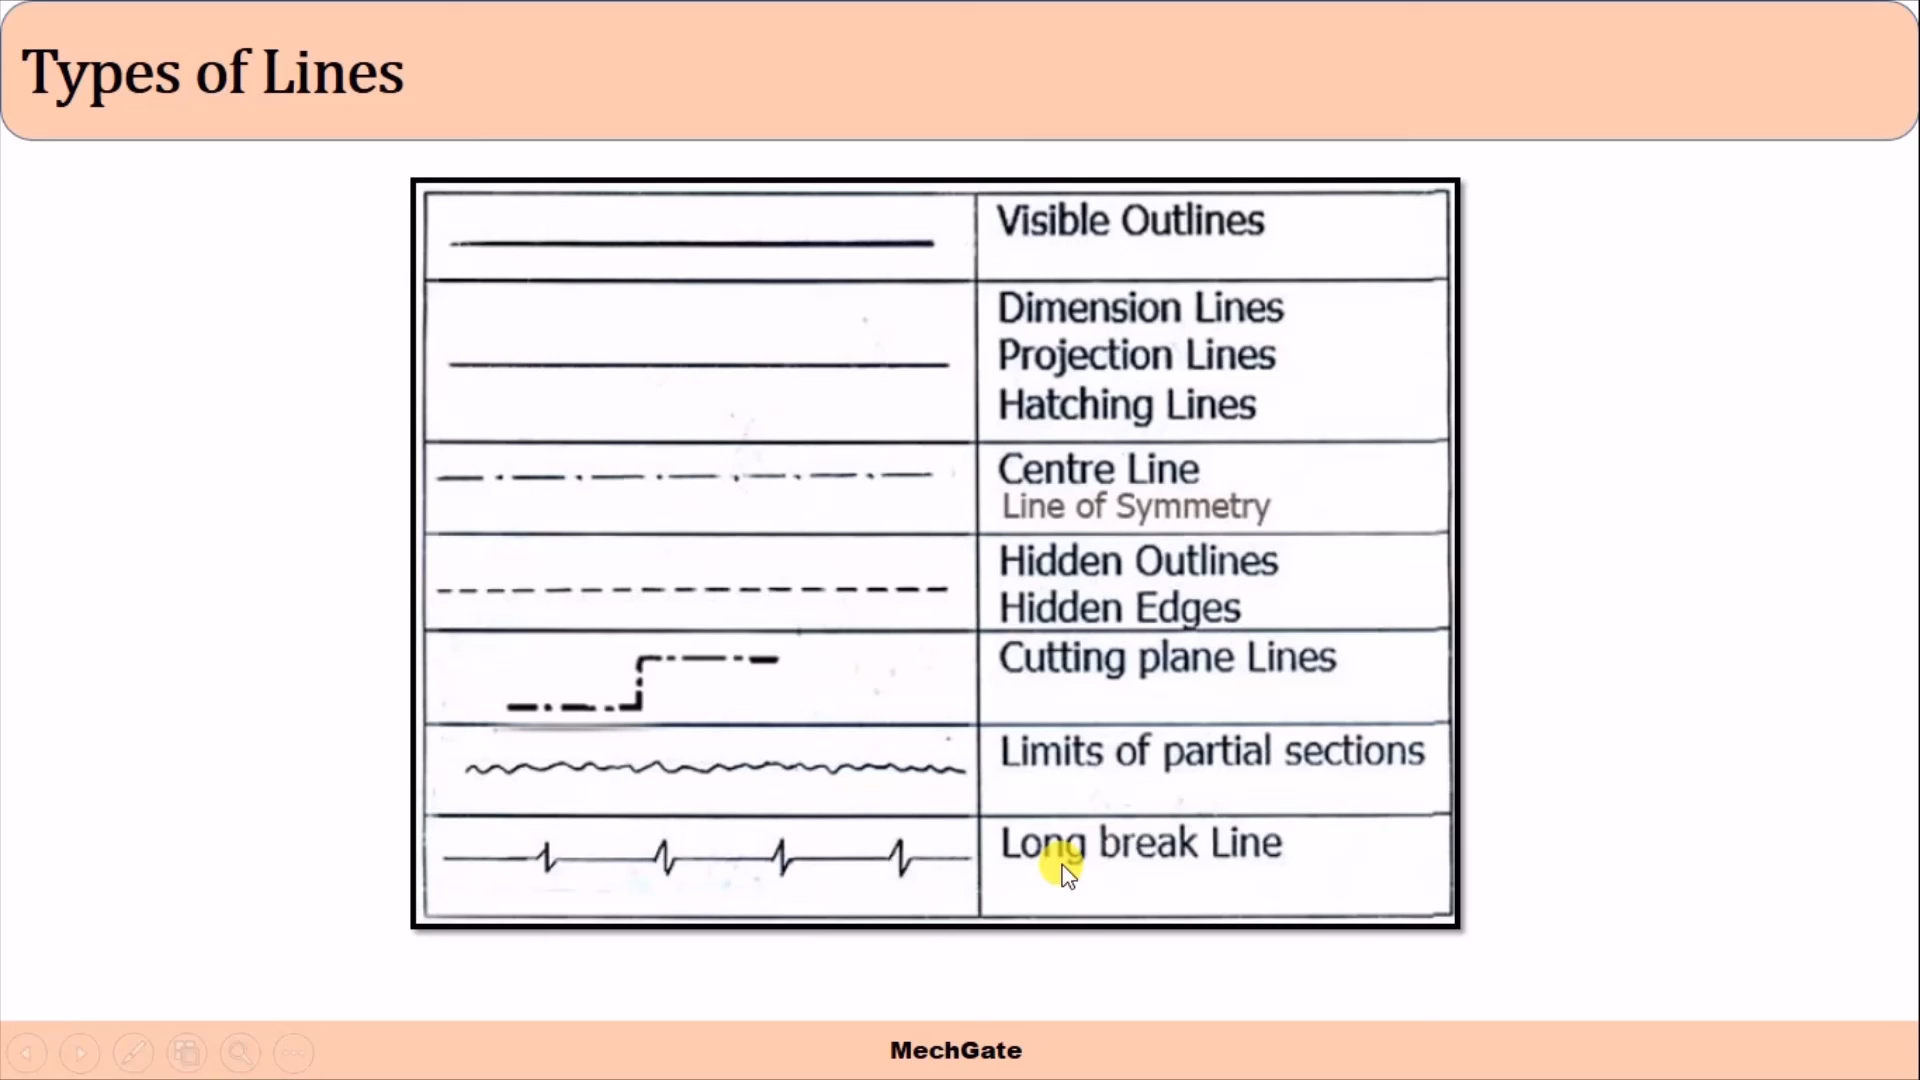 Types of Lines
Visible Outlines
Dimension Lines
Projection Lines
Hatching Lines
Centre Line
Line of Symmetry
Hidden Outlines
Hidden Edges
Cutting plane Lines
Limits of partial sections
Long break Line
MechGate